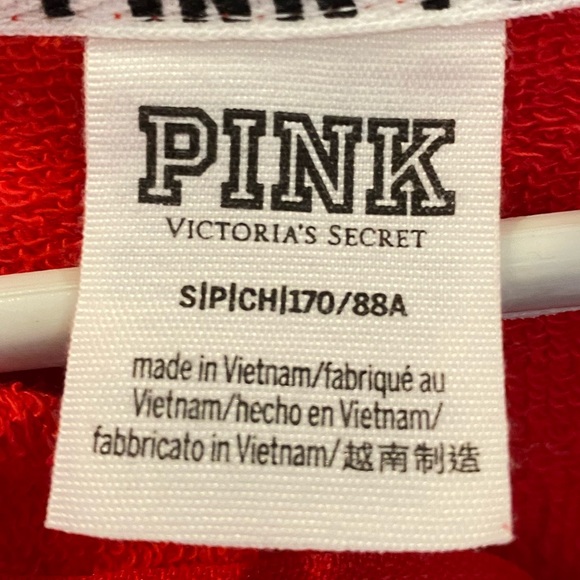 PINK
PINK
VICTORIA'S SECRET
S|P|CH|170/88A
made in Vietnam/fabriqué au
Vietnam/hecho en Vietnam/
fabbricato in Vietnam/越南制造